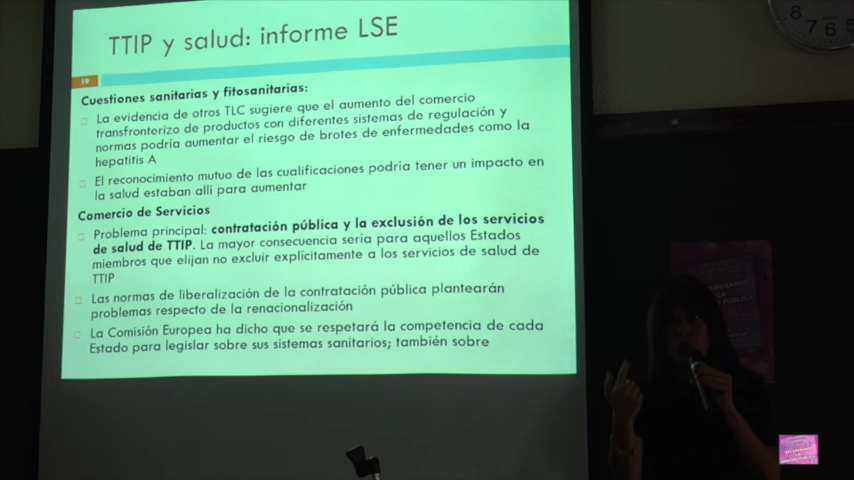 TTIP y salud: informe LSE
19
Cuestiones sanitarias y fitosanitarias:
La evidencia de otros TLC sugiere que el aumento del comercio
transfronterizo de productos con diferentes sistemas de regulación y
normas podría aumentar el riesgo de brotes de enfermedades como la
hepatitis A
El reconocimiento mutuo de las cualificaciones podría tener un impacto en
la salud estaban allí para aumentar
Comercio de Servicios
Problema principal: contratación pública y la exclusión de los servicios
de salud de TTIP. La mayor consecuencia sería para aquellos Estados
miembros que elijan no excluir explícitamente a los servicios de salud de
TTIP
Las normas de liberalización de la contratación pública plantearán
problemas respecto de la renacionalización
La Comisión Europea ha dicho que se respetará la competencia de cada
Estado para legislar sobre sus sistemas sanitarios; también sobre
8
7 6 5